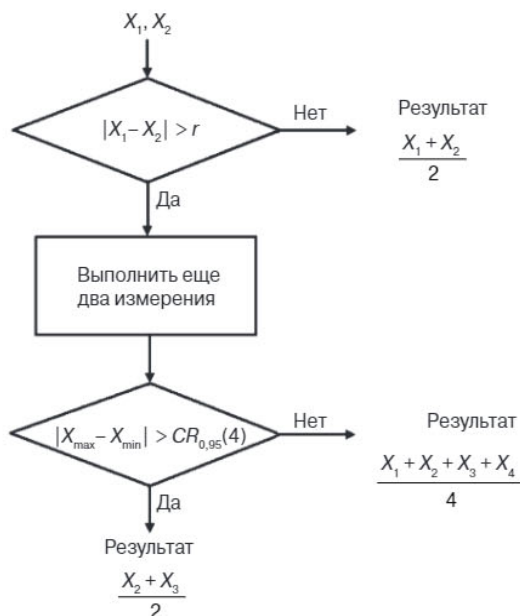 X₁, X₂
|X₁ – X₂| > r
Нет
Результат
X₁ + X₂
2
Да
Выполнить еще
два измерения
|Xmax – Xmin| > CR0,95(4)
Нет
Результат
X₁ + X₂ + X₃ + X₄
4
Да
Результат
X₂ + X₃
2